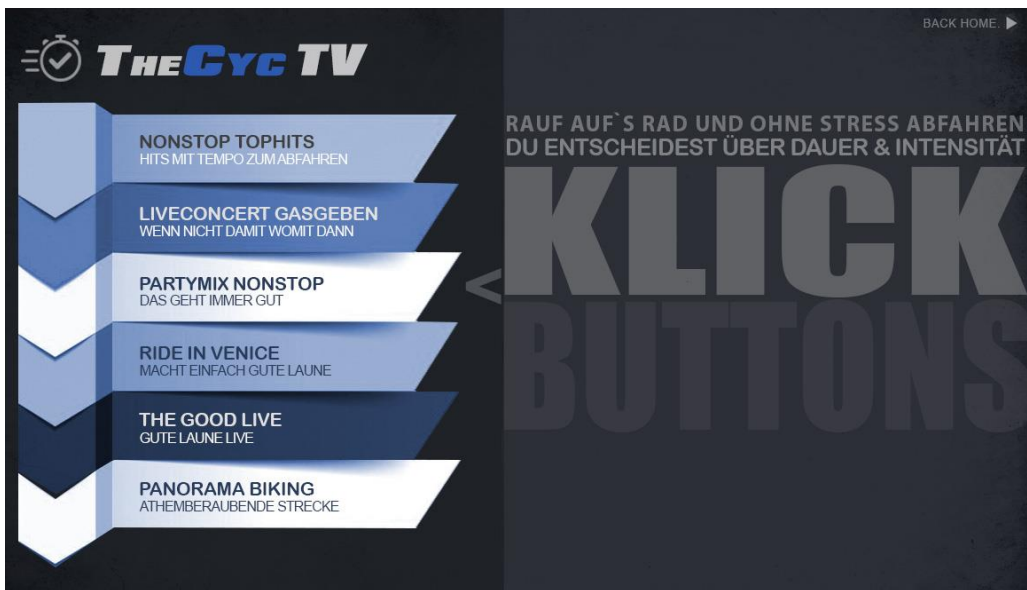 BACK HOME.
THECYC TV
NONSTOP TOPHITS
HITS MIT TEMPO ZUM ABFAHREN
LIVECONCERT GASGEBEN
WENN NICHT DAMIT WOMIT DANN
PARTYMIX NONSTOP
DAS GEHT IMMER GUT
RIDE IN VENICE
MACHT EINFACH GUTE LAUNE
THE GOOD LIVE
GUTE LAUNE LIVE
PANORAMA BIKING
ATHEMBERAUBENDE STRECKE
RAUF AUF`S RAD UND OHNE STRESS ABFAHREN
DU ENTSCHEIDEST ÜBER DAUER & INTENSITÄT
<KLICK
BUTTONS